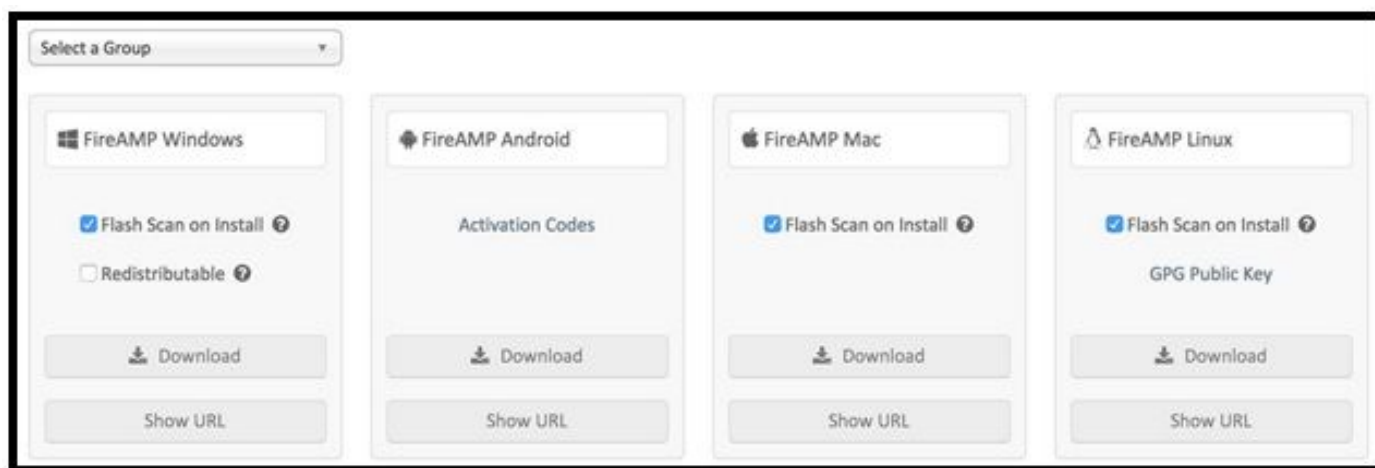 Select a Group
FireAMP Windows
Flash Scan on Install
Redistributable
Download
Show URL
FireAMP Android
Activation Codes
Download
Show URL
FireAMP Mac
Flash Scan on Install
Download
Show URL
FireAMP Linux
Flash Scan on Install
GPG Public Key
Download
Show URL